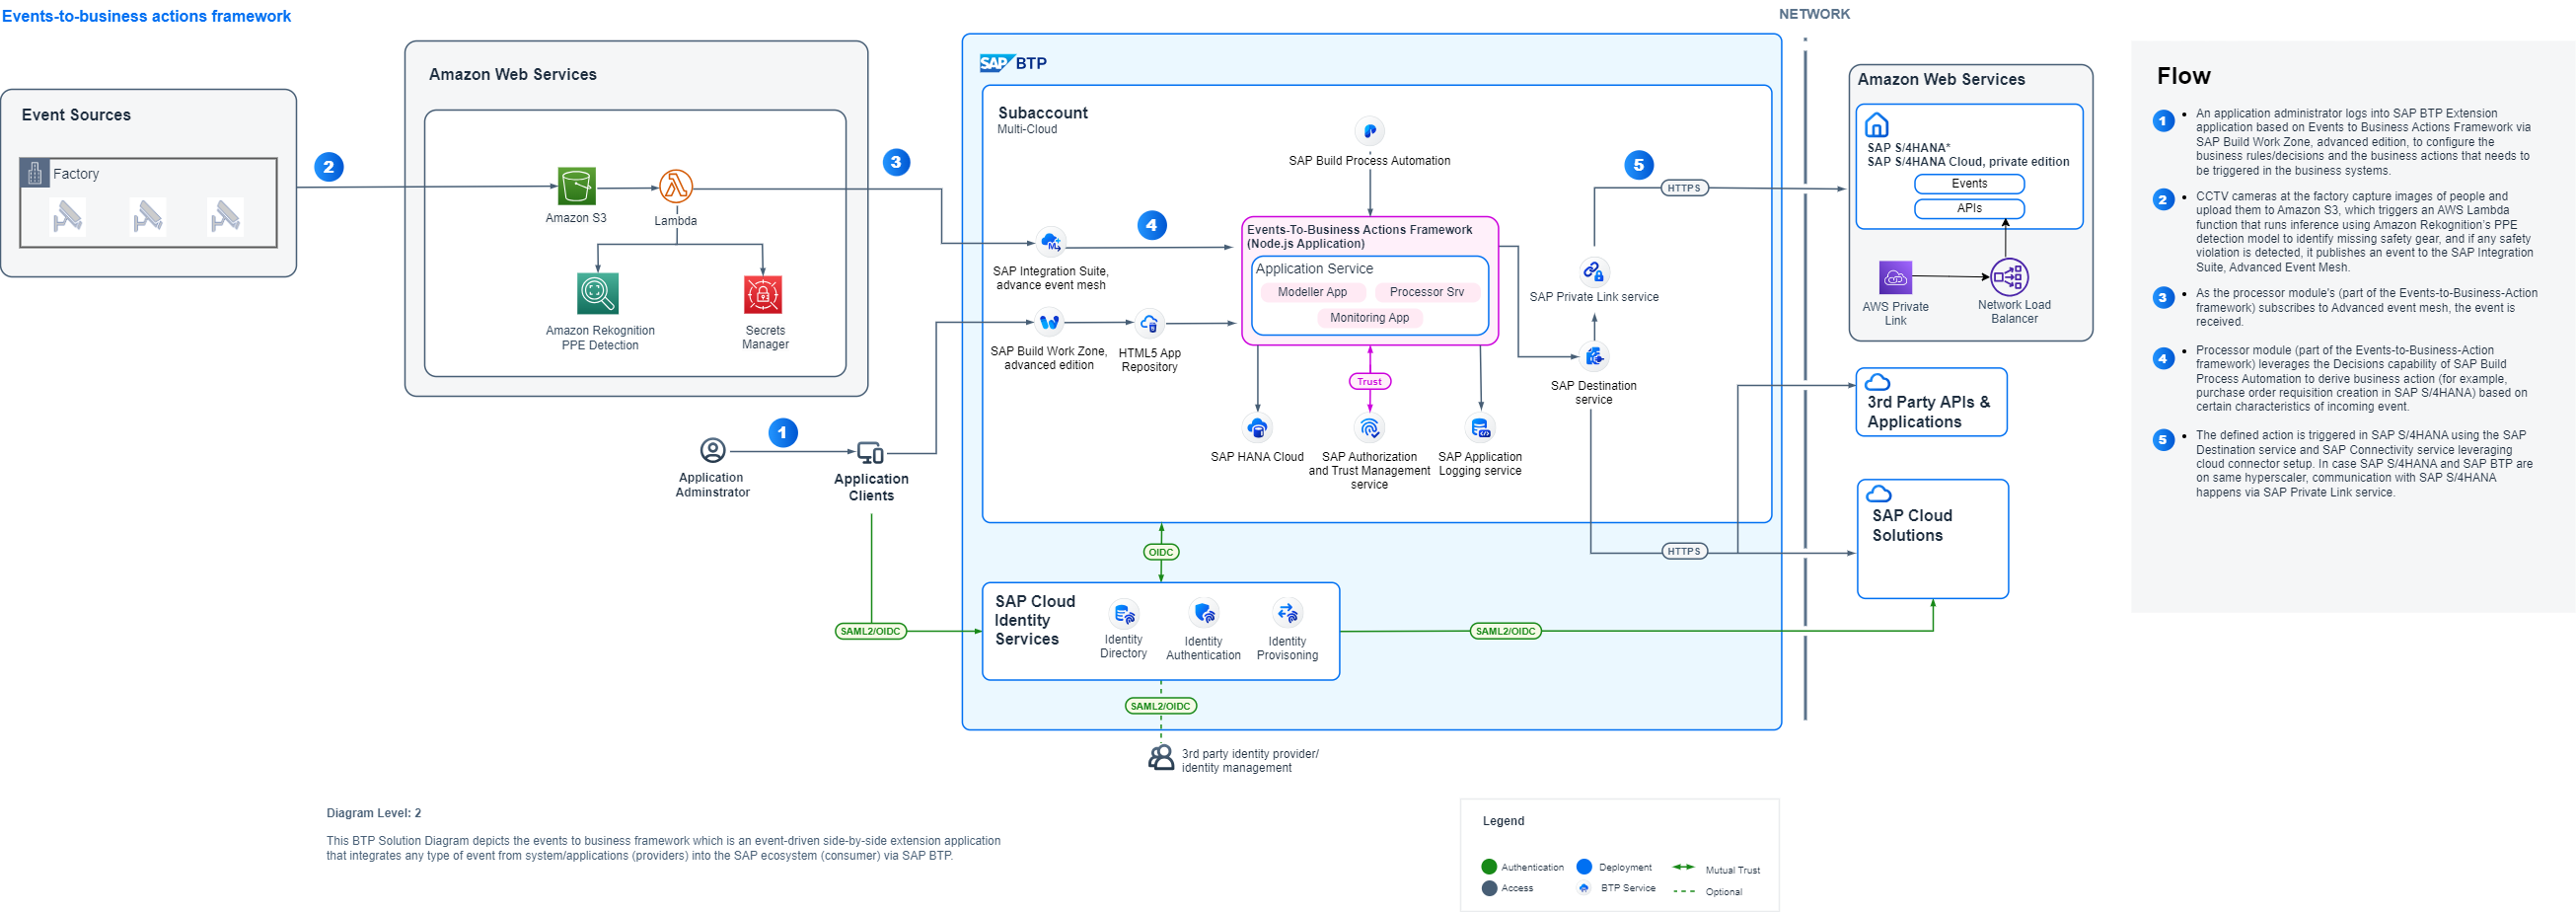 Events-to-business actions framework
NETWORK
Event Sources
Factory
2
Amazon Web Services
Amazon S3
Lambda
Amazon Rekognition
PPE Detection
Secrets
Manager
3
1
Application
Adminstrator
Application
Clients
SAML2/OIDC
SAP BTP
Subaccount
Multi-Cloud
SAP Build Process Automation
4
SAP Integration Suite,
advance event mesh
SAP Build Work Zone,
advanced edition
HTML5 App
Repository
Events-To-Business Actions Framework
(Node.js Application)
Application Service
Modeller App
Processor Srv
Monitoring App
Trust
SAP HANA Cloud
SAP Authorization
and Trust Management
service
SAP Application
Logging service
5
HTTPS
SAP Private Link service
SAP Destination
service
HTTPS
OIDC
SAP Cloud
Identity
Services
Identity
Directory
Identity
Authentication
Identity
Provisoning
SAML2/OIDC
SAML2/OIDC
3rd party identity provider/
identity management
Amazon Web Services
SAP S/4HANA*
SAP S/4HANA Cloud, private edition
Events
APIs
AWS Private
Link
Network Load
Balancer
3rd Party APIs &
Applications
SAP Cloud
Solutions
Flow
1 • An application administrator logs into SAP BTP Extension
application based on Events to Business Actions Framework via
SAP Build Work Zone, advanced edition, to configure the
business rules/decisions and the business actions that needs to
be triggered in the business systems.
2 • CCTV cameras at the factory capture images of people and
upload them to Amazon S3, which triggers an AWS Lambda
function that runs inference using Amazon Rekognition's PPE
detection model to identify missing safety gear, and if any safety
violation is detected, it publishes an event to the SAP Integration
Suite, Advanced Event Mesh.
3 • As the processor module's (part of the Events-to-Business-Action
framework) subscribes to Advanced event mesh, the event is
received.
4 • Processor module (part of the Events-to-Business-Action
framework) leverages the Decisions capability of SAP Build
Process Automation to derive business action (for example,
purchase order requisition creation in SAP S/4HANA) based on
certain characteristics of incoming event.
5 • The defined action is triggered in SAP S/4HANA using the SAP
Destination service and SAP Connectivity service leveraging
cloud connector setup. In case SAP S/4HANA and SAP BTP are
on same hyperscaler, communication with SAP S/4HANA
happens via SAP Private Link service.
Diagram Level: 2
This BTP Solution Diagram depicts the events to business framework which is an event-driven side-by-side extension application
that integrates any type of event from system/applications (providers) into the SAP ecosystem (consumer) via SAP BTP.
Legend
Authentication
Deployment
Mutual Trust
Access
BTP Service
Optional